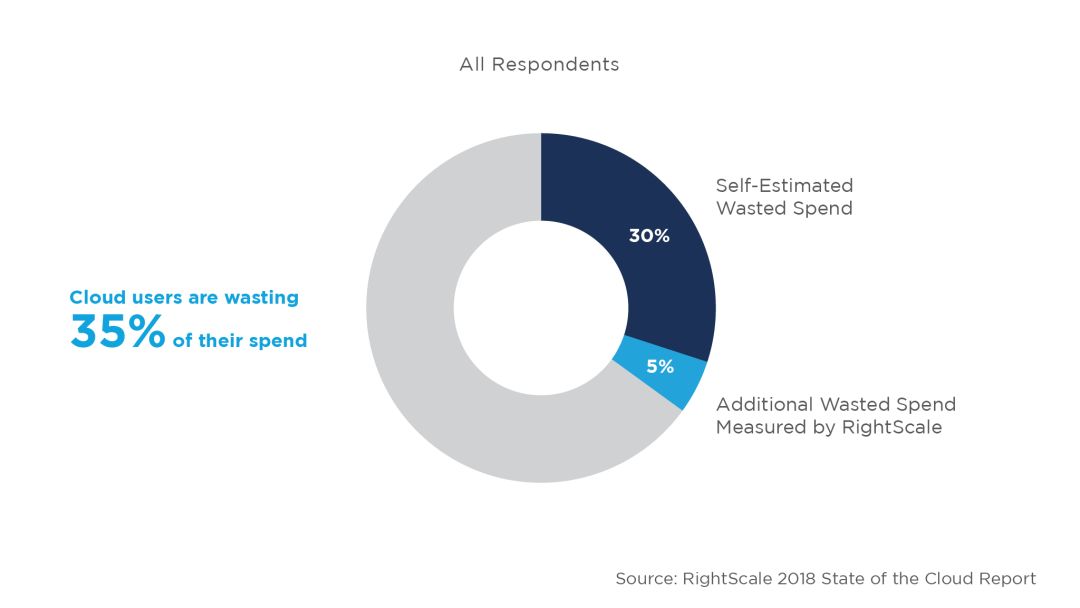 All Respondents
Self-Estimated
Wasted Spend
30%
Cloud users are wasting
35% of their spend
5%
Additional Wasted Spend
Measured by RightScale
Source: RightScale 2018 State of the Cloud Report